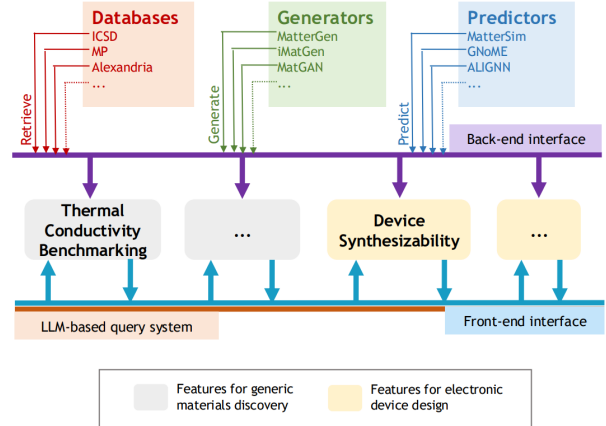 Databases
ICSD
MP
Alexandria
...
Retrieve
Generators
MatterGen
iMatGen
MatGAN
...
Generate
Predictors
MatterSim
GNoME
ALIGNN
...
Predict
Back-end interface
Thermal
Conductivity
Benchmarking
...
Device
Synthesizability
...
LLM-based query system
Front-end interface
Features for generic
materials discovery
Features for electronic
device design